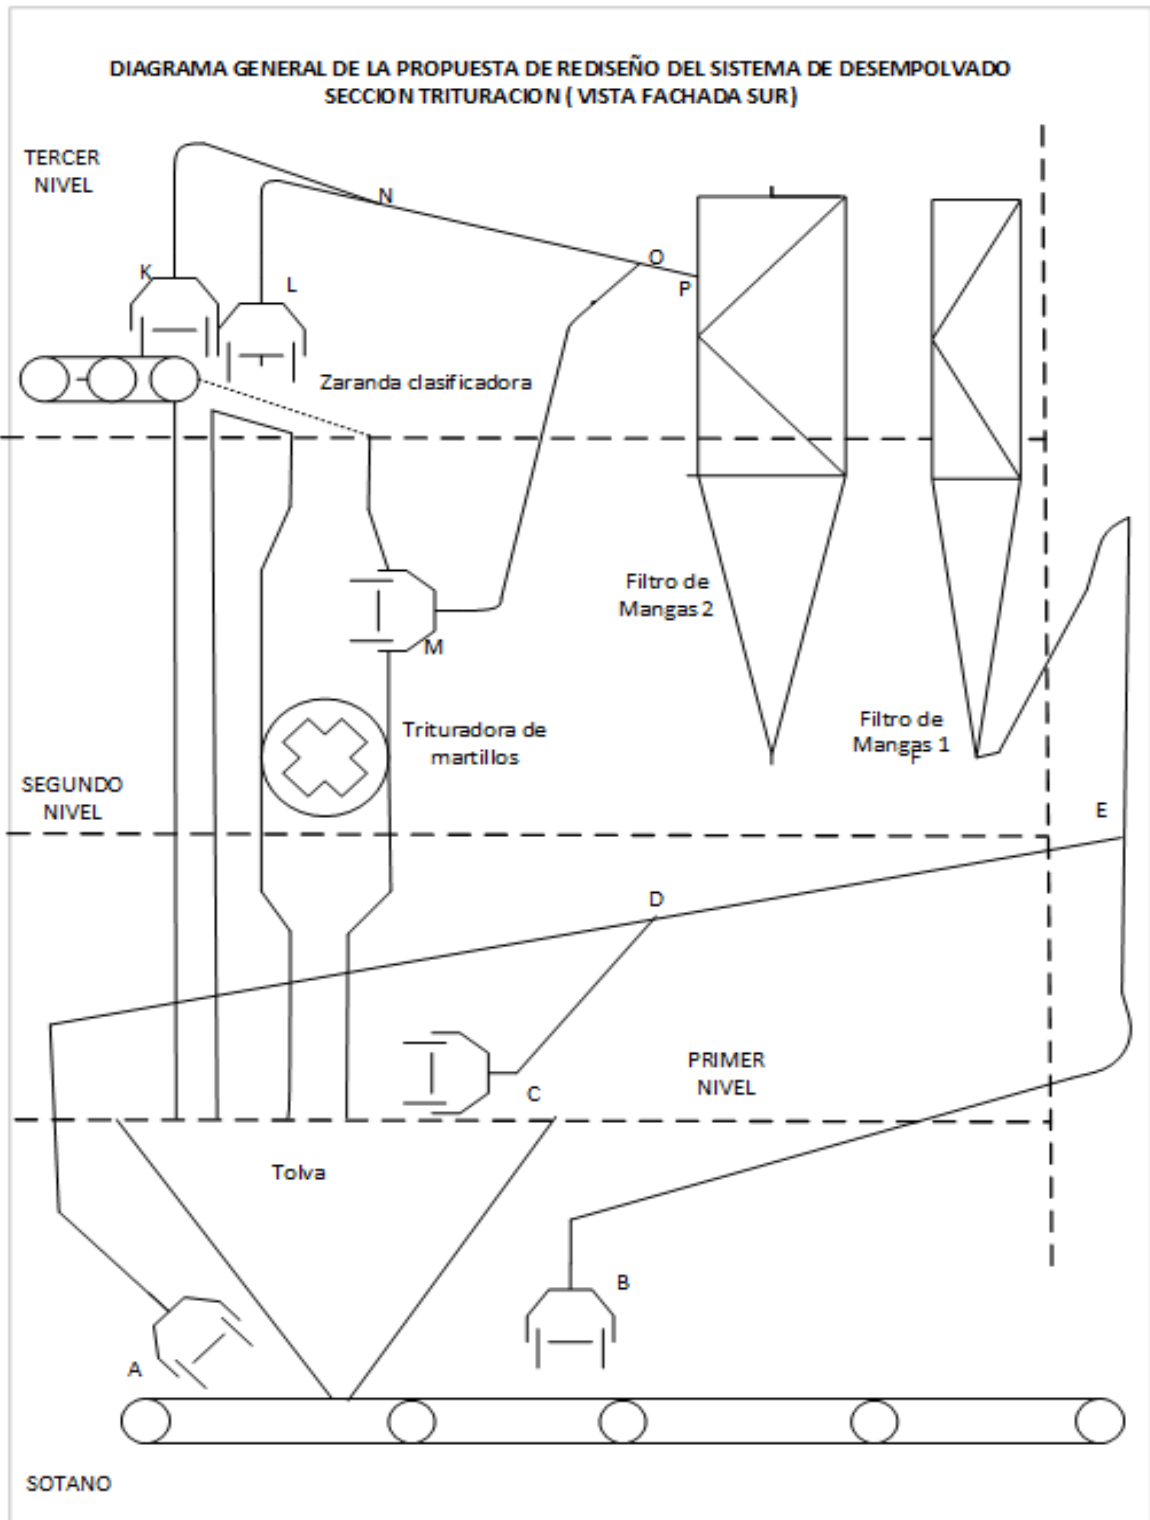 DIAGRAMA GENERAL DE LA PROPUESTA DE REDISEÑO DEL SISTEMA DE DESEMPOLVADO
SECCION TRITURACION ( VISTA FACHADA SUR)
TERCER
NIVEL
N
O
K
L
P
Zaranda clasificadora
Filtro de
Mangas 2
M
Trituradora de
martillos
Filtro de
Mangas 1
F
SEGUNDO
NIVEL
E
D
PRIMER
NIVEL
C
Tolva
B
A
SOTANO